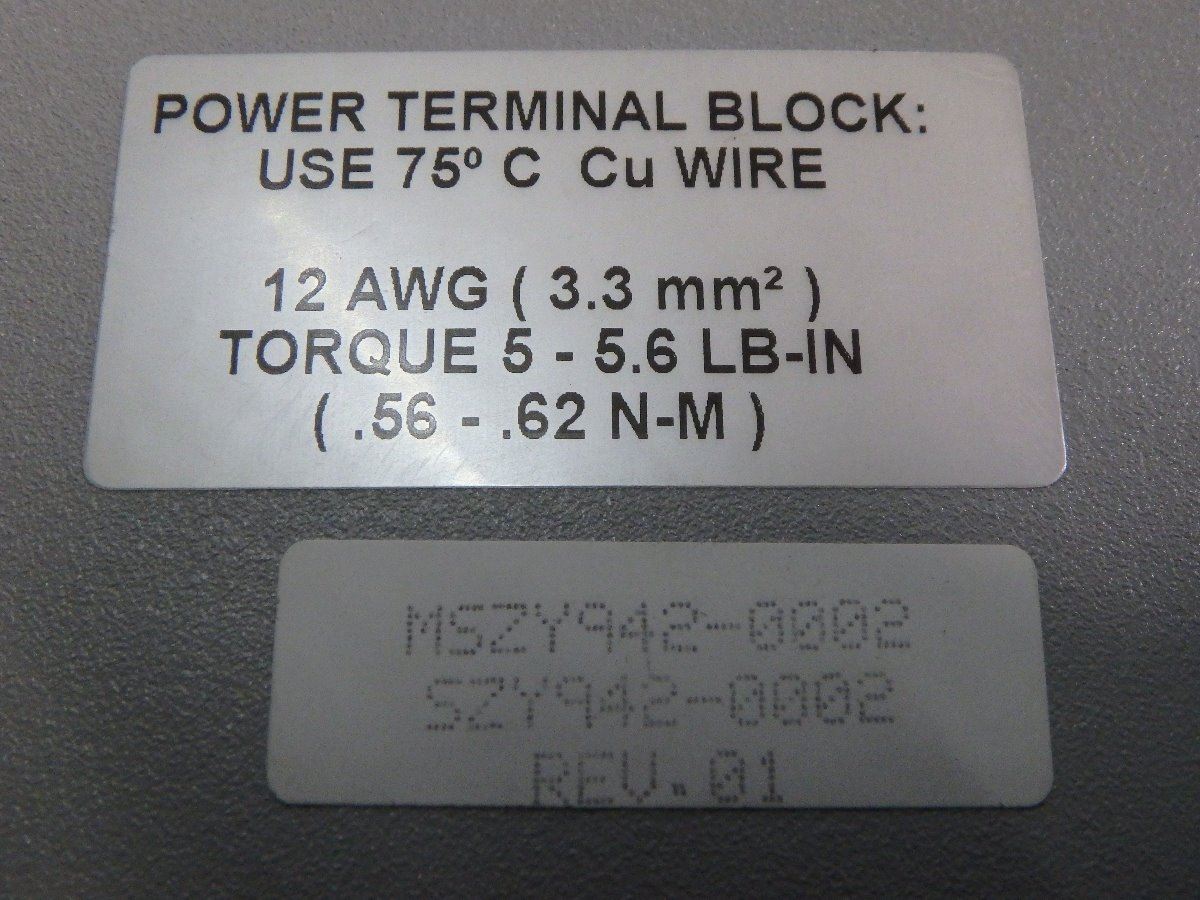 POWER TERMINAL BLOCK:
USE 75º C Cu WIRE
12 AWG ( 3.3 mm² )
TORQUE 5 - 5.6 LB-IN
( .56 - .62 N-M )
MSZY942-0002
SZY942-0002
REV.01